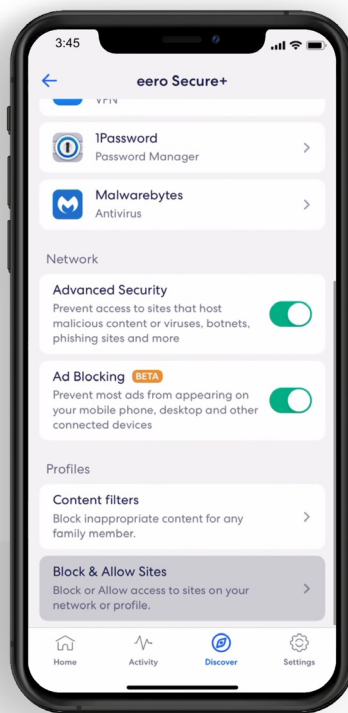 3:45
eero Secure+
VPN
1Password
Password Manager
Malwarebytes
Antivirus
Network
Advanced Security
Prevent access to sites that host
malicious content or viruses, botnets,
phishing sites and more
Ad Blocking BETA
Prevent most ads from appearing on
your mobile phone, desktop and other
connected devices
Profiles
Content filters
Block inappropriate content for any
family member.
Block & Allow Sites
Block or Allow access to sites on your
network or profile.
Home Activity Discover Settings